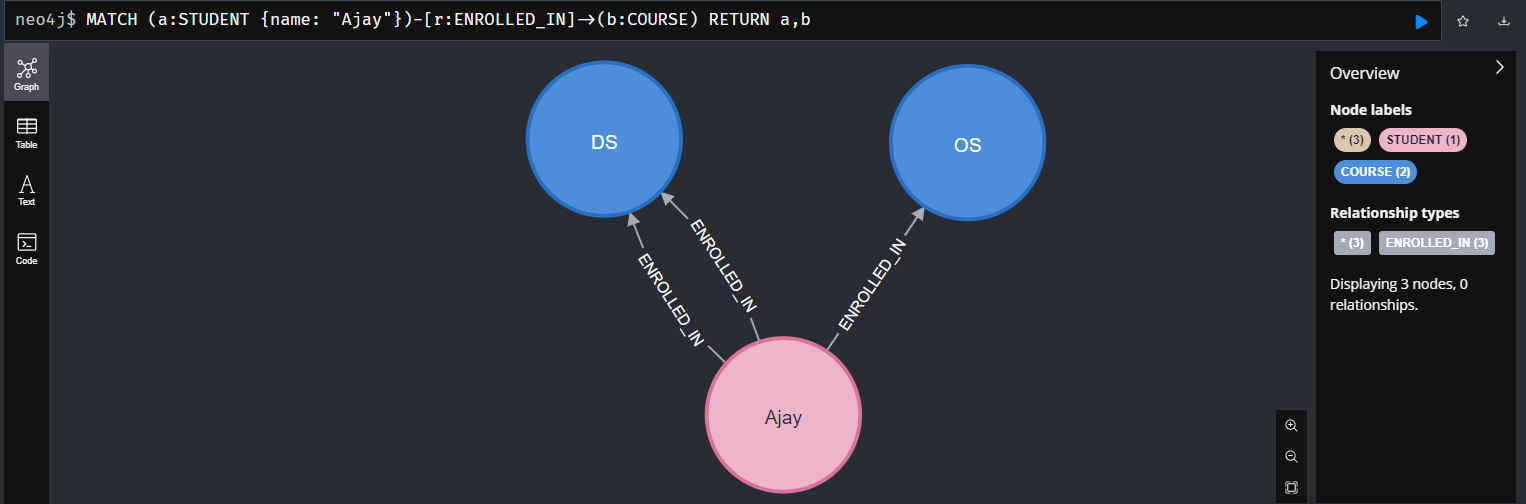 neo4j$ MATCH (a:STUDENT {name: "Ajay"})-[r:ENROLLED_IN]→(b:COURSE) RETURN a,b
Graph
Table
Text
Code
DS
OS
ENROLLED_IN
ENROLLED_IN
ENROLLED_IN
Ajay
Overview
Node labels
* (3) STUDENT (1)
COURSE (2)
Relationship types
* (3) ENROLLED_IN (3)
Displaying 3 nodes, 0
relationships.